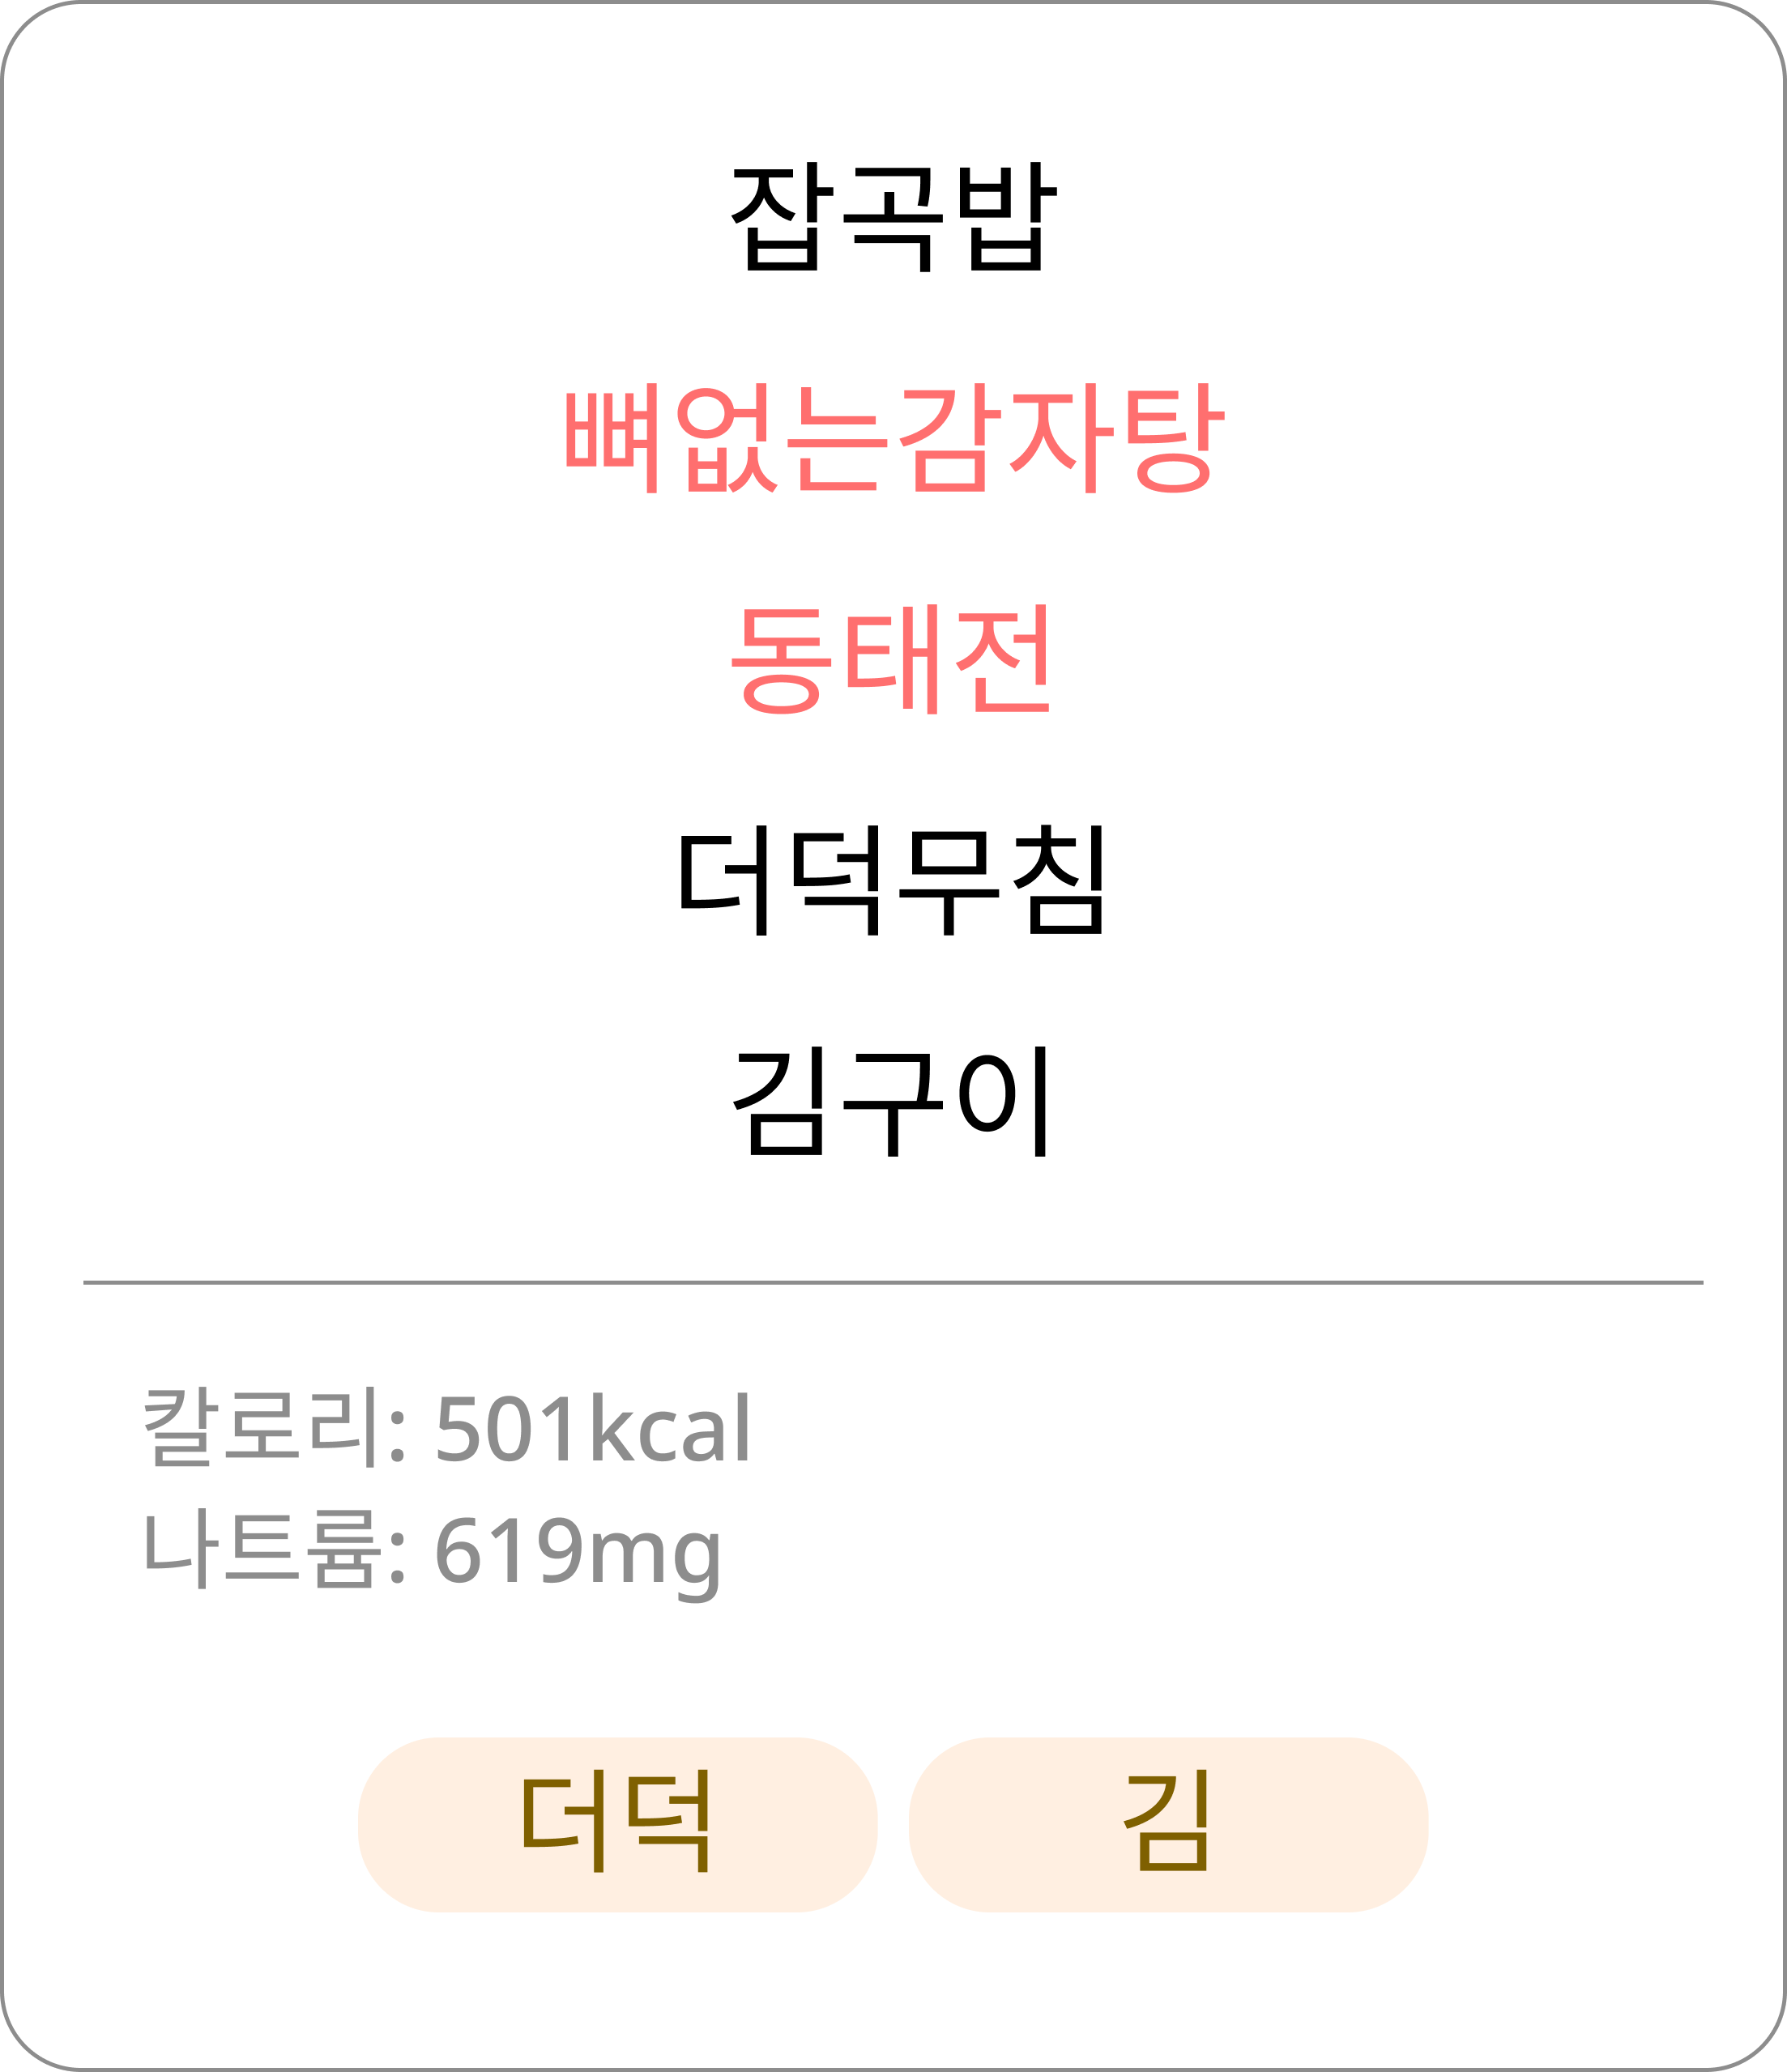 잡곡밥
뼈없는감자탕
동태전
더덕무침
김구이
칼로리: 501kcal
나트륨: 619mg
더덕
김